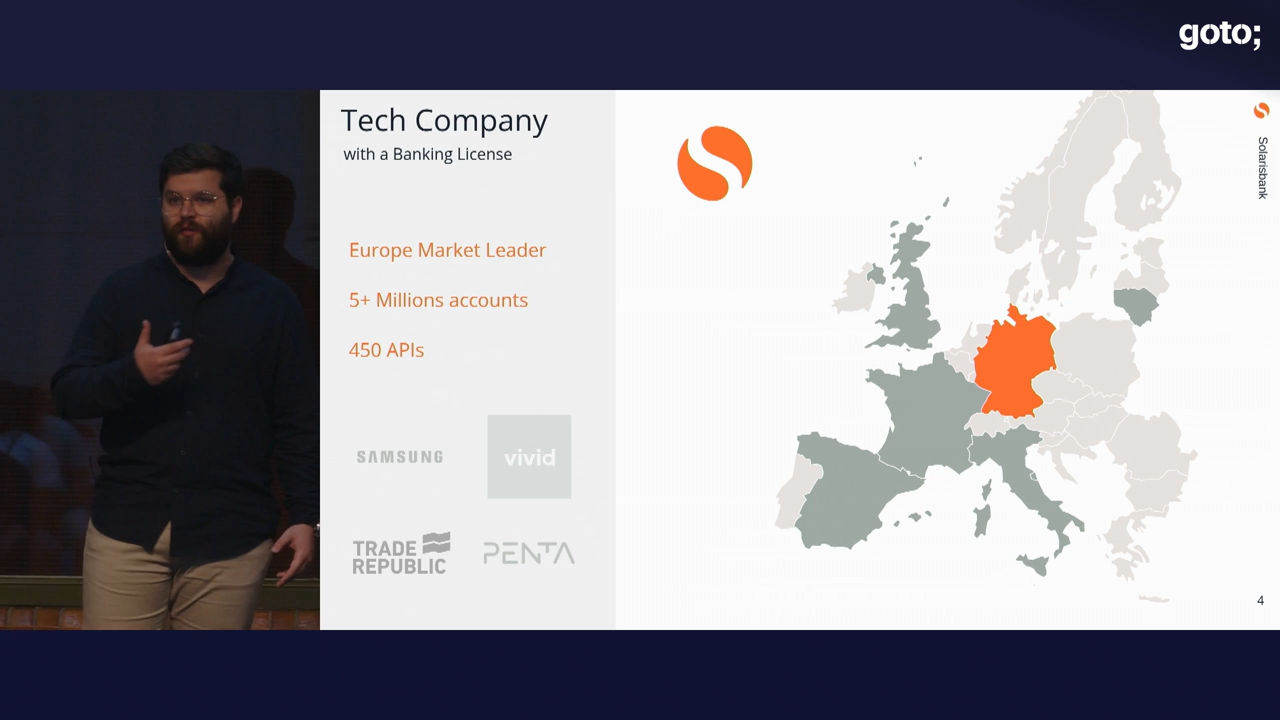 goto;
Tech Company
with a Banking License
Europe Market Leader
5+ Millions accounts
450 APIs
SAMSUNG
vivid
TRADE
REPUBLIC
PENTA
Solarisbank
4